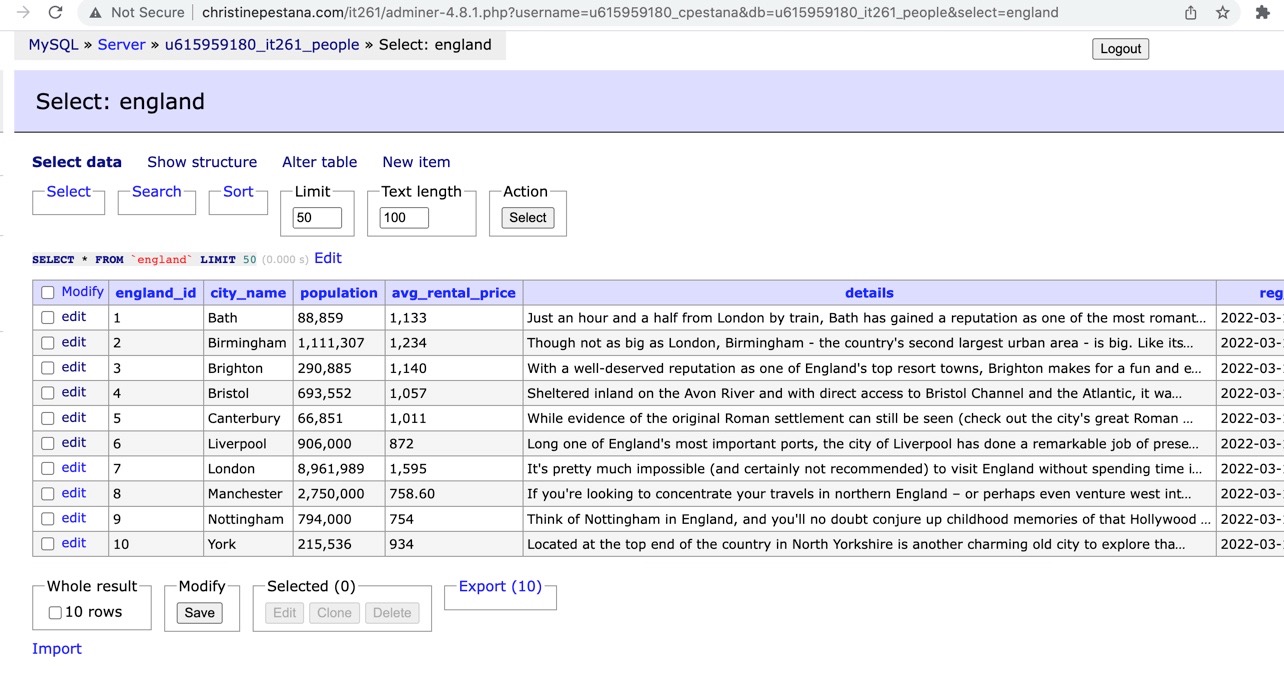 Not Secure christinepestana.com/it261/adminer-4.8.1.php?username=u615959180_cpestana&db=u615959180_it261_people&select=england
MySQL » Server » u615959180_it261_people » Select: england
Logout
Select: england
Select data Show structure Alter table New item
Select Search Sort Limit Text length Action
50 100 Select
SELECT * FROM `england` LIMIT 50 (0.000 s) Edit
Modify england_id city_name population avg_rental_price details reg
edit 1 Bath 88,859 1,133 Just an hour and a half from London by train, Bath has gained a reputation as one of the most romant... 2022-03-
edit 2 Birmingham 1,111,307 1,234 Though not as big as London, Birmingham - the country's second largest urban area - is big. Like its... 2022-03-
edit 3 Brighton 290,885 1,140 With a well-deserved reputation as one of England's top resort towns, Brighton makes for a fun and e... 2022-03-
edit 4 Bristol 693,552 1,057 Sheltered inland on the Avon River and with direct access to Bristol Channel and the Atlantic, it wa... 2022-03-
edit 5 Canterbury 66,851 1,011 While evidence of the original Roman settlement can still be seen (check out the city's great Roman ... 2022-03-
edit 6 Liverpool 906,000 872 Long one of England's most important ports, the city of Liverpool has done a remarkable job of prese... 2022-03-
edit 7 London 8,961,989 1,595 It's pretty much impossible (and certainly not recommended) to visit England without spending time i... 2022-03-
edit 8 Manchester 2,750,000 758.60 If you're looking to concentrate your travels in northern England – or perhaps even venture west int... 2022-03-
edit 9 Nottingham 794,000 754 Think of Nottingham in England, and you'll no doubt conjure up childhood memories of that Hollywood ... 2022-03-
edit 10 York 215,536 934 Located at the top end of the country in North Yorkshire is another charming old city to explore tha... 2022-03-
Whole result Modify Selected (0) Export (10)
10 rows Save Edit Clone Delete
Import